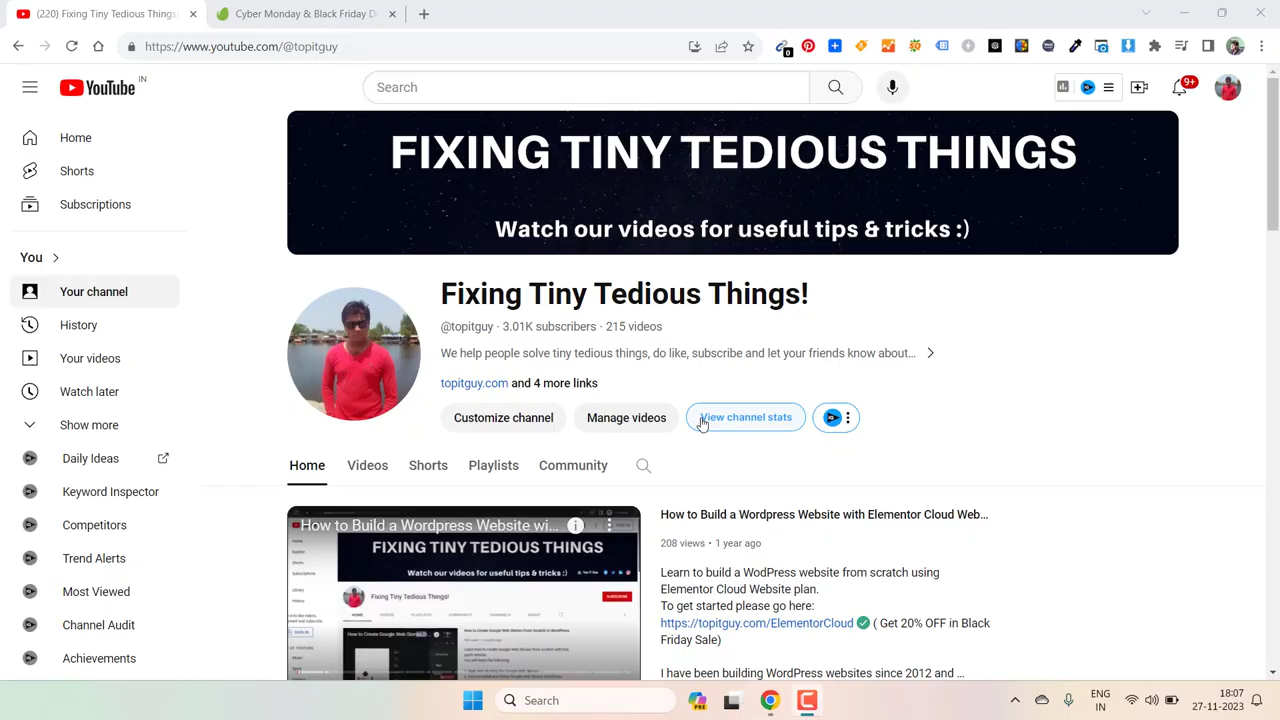 (220) Fixing Tiny Tedious Things!
Cyber Monday & Black Friday D
https://www.youtube.com/@topitguy
0
YouTube
IN
Search
9+
Home
Shorts
Subscriptions
You
Your channel
History
Your videos
Watch later
Show more
Daily Ideas
Keyword Inspector
Competitors
Trend Alerts
Most Viewed
Channel Audit
Achievements
FIXING TINY TEDIOUS THINGS
Watch our videos for useful tips & tricks :)
Fixing Tiny Tedious Things!
@topitguy · 3.01K subscribers · 215 videos
We help people solve tiny tedious things, do like, subscribe and let your friends know about...
topitguy.com and 4 more links
Customize channel
Manage videos
View channel stats
Home
Videos
Shorts
Playlists
Community
How to Build a Wordpress Website wi...
FIXING TINY TEDIOUS THINGS
Watch our videos for useful tips & tricks :)
Fixing Tiny Tedious Things!
SUBSCRIBE
How to Build a Wordpress Website with Elementor Cloud Web...
208 views · 1 year ago
Learn to build a WodPress website from scratch using
Elementor Cloud Website plan.
To get started please go here:
https://topitguy.com/ElementorCloud ✅ ( Get 20% OFF in Black
Friday Sale)
I have been building WordPress websites since 2012 and ...
Search
ENG
IN
18:07
27-11-2023